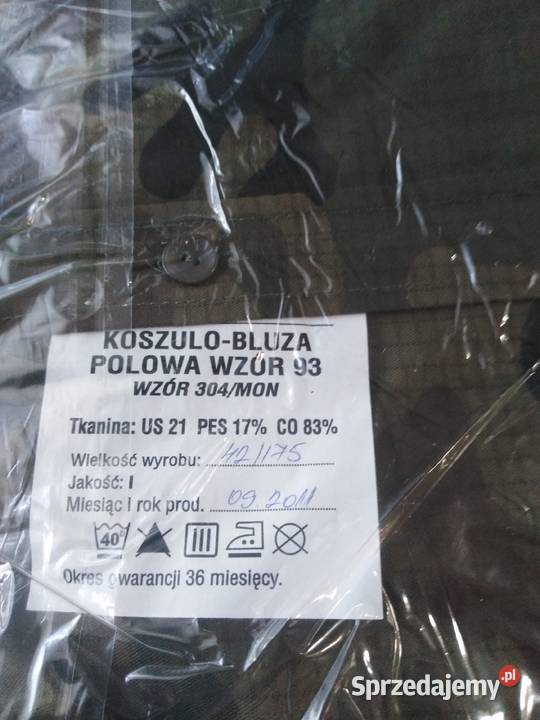 KOSZULO-BLUZA
POLOWA WZÓR 93
WZÓR 304/MON
Tkanina: US 21 PES 17% CO 83%
Wielkość wyrobu: 42/175
Jakość: I
Miesiąc i rok prod. 09.2011
40°
Okres gwarancji 36 miesięcy.
Sprzedajemy.pl